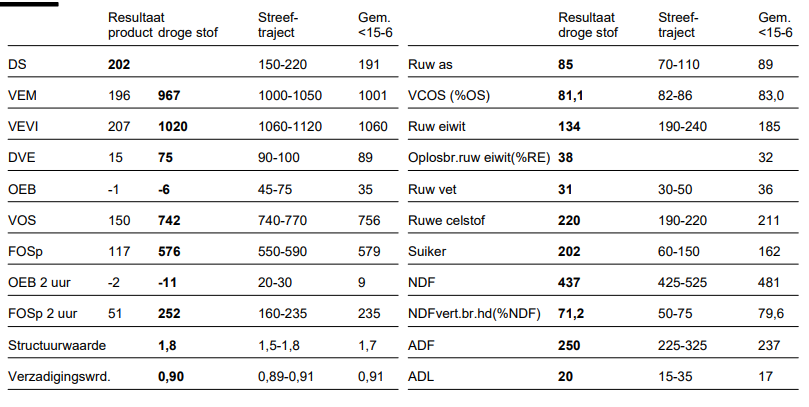 Resultaat Streef- Gem. Resultaat Streef- Gem.
product droge stof traject <15-6 droge stof traject <15-6
DS 202 150-220 191 Ruw as 85 70-110 89
VEM 196 967 1000-1050 1001 VCOS (%OS) 81,1 82-86 83,0
VEVI 207 1020 1060-1120 1060 Ruw eiwit 134 190-240 185
DVE 15 75 90-100 89 Oplosbr.ruw eiwit(%RE) 38 32
OEB -1 -6 45-75 35 Ruw vet 31 30-50 36
VOS 150 742 740-770 756 Ruwe celstof 220 190-220 211
FOSp 117 576 550-590 579 Suiker 202 60-150 162
OEB 2 uur -2 -11 20-30 9 NDF 437 425-525 481
FOSp 2 uur 51 252 160-235 235 NDFvert.br.hd(%NDF) 71,2 50-75 79,6
Structuurwaarde 1,8 1,5-1,8 1,7 ADF 250 225-325 237
Verzadigingswrd. 0,90 0,89-0,91 0,91 ADL 20 15-35 17